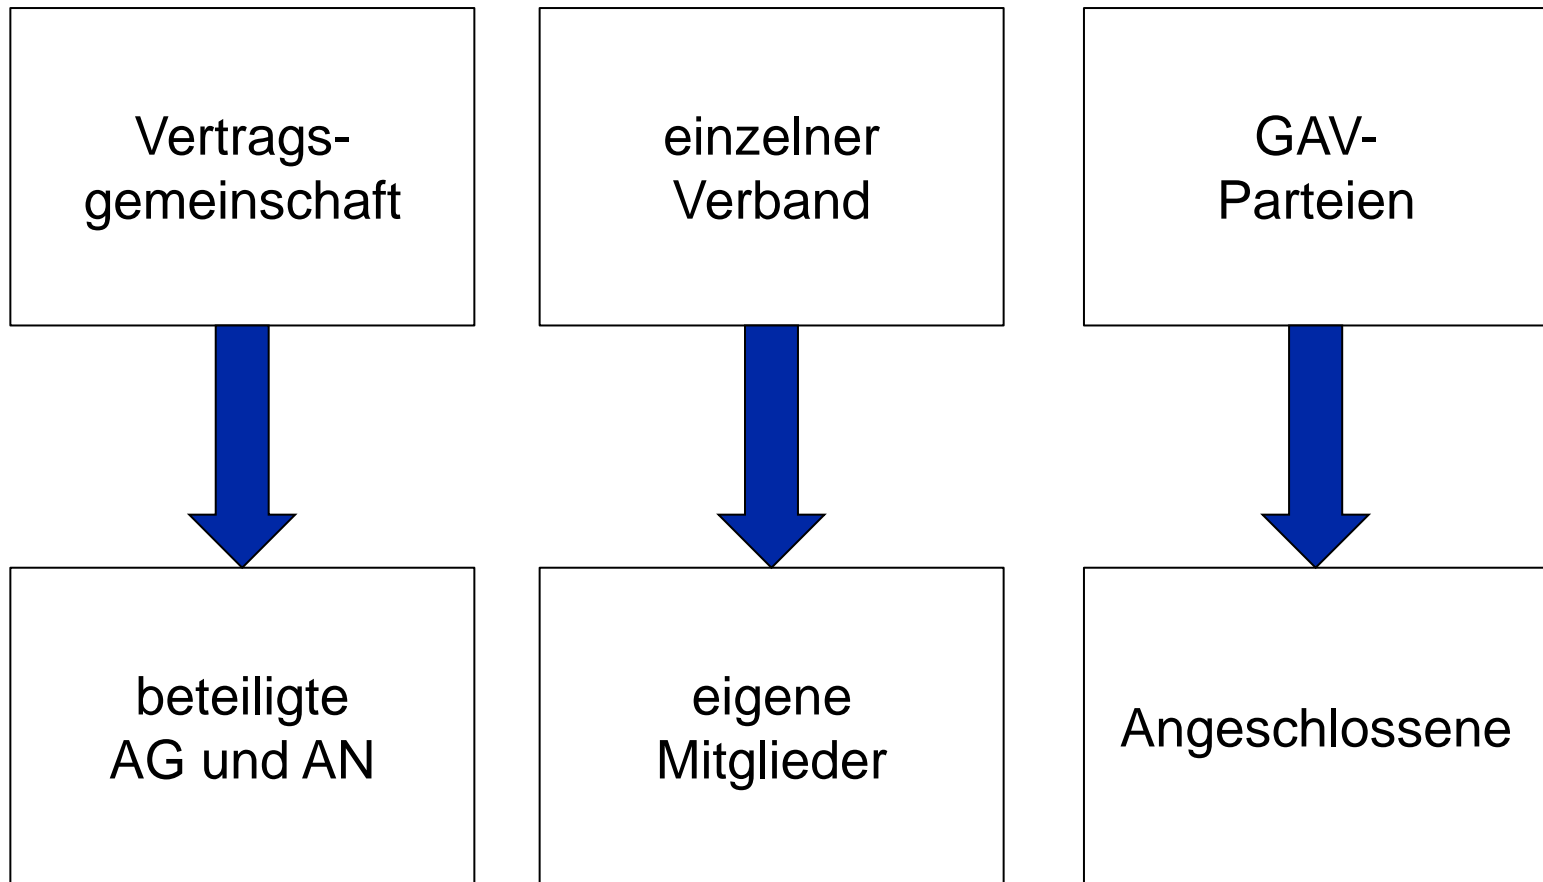 Vertrags-
gemeinschaft
einzelner
Verband
GAV-
Parteien
beteiligte
AG und AN
eigene
Mitglieder
Angeschlossene